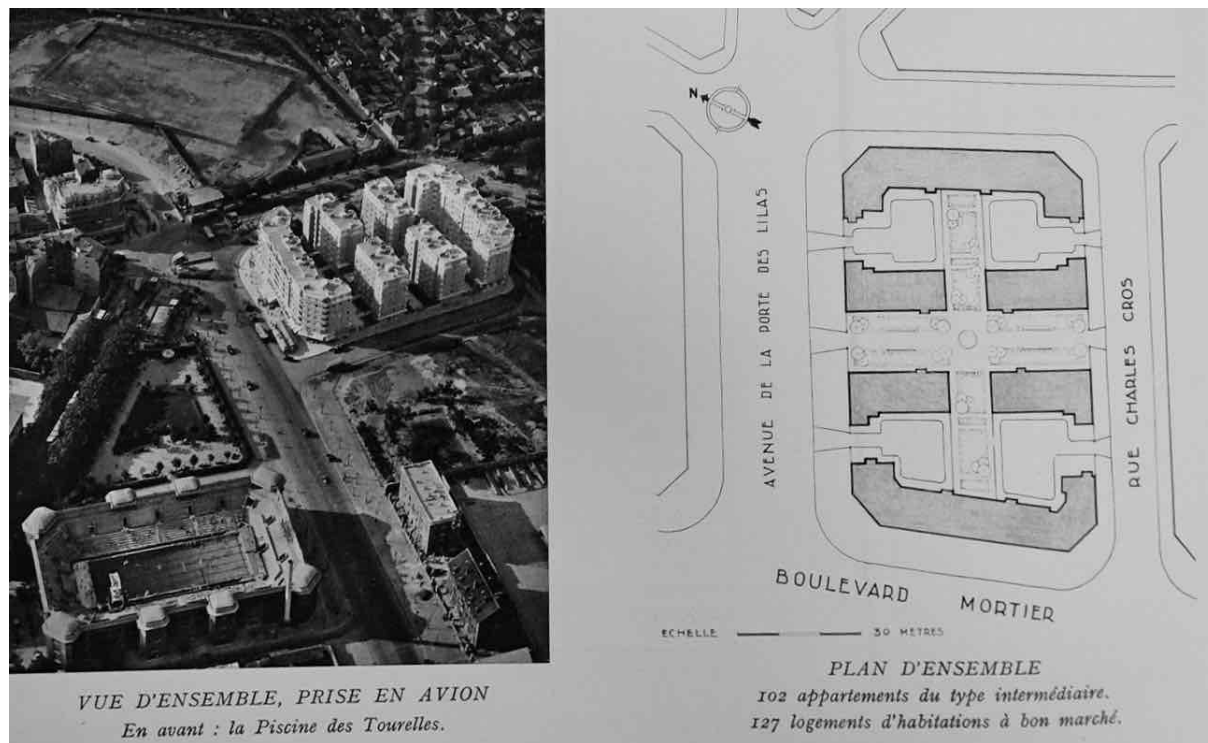 VUE D'ENSEMBLE, PRISE EN AVION
En avant : la Piscine des Tourelles.
N
AVENUE DE LA PORTE DES LILAS
RUE CHARLES CROS
BOULEVARD MORTIER
ECHELLE 30 METRES
PLAN D'ENSEMBLE
102 appartements du type intermédiaire.
127 logements d'habitations à bon marché.